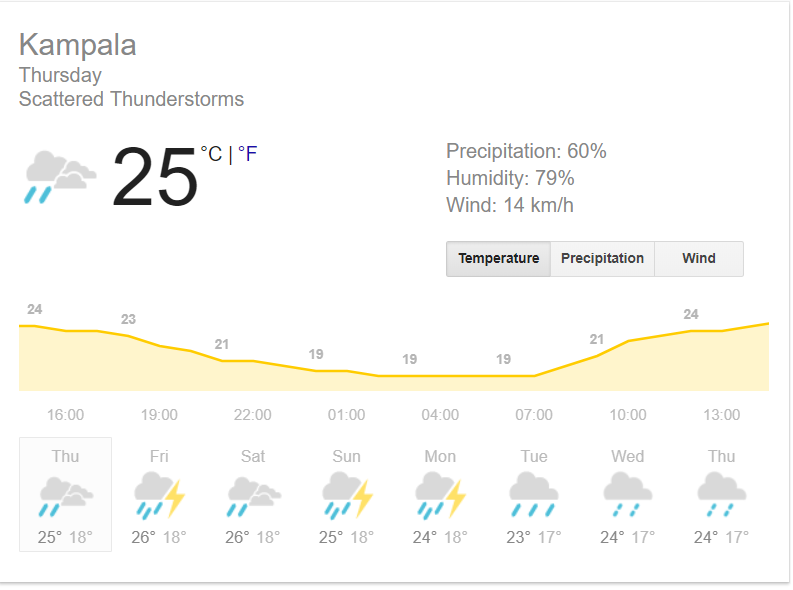 Kampala
Thursday
Scattered Thunderstorms
25 °C | °F
Precipitation: 60%
Humidity: 79%
Wind: 14 km/h
Temperature Precipitation Wind
24 23 21 19 19 19 21 24
16:00 19:00 22:00 01:00 04:00 07:00 10:00 13:00
Thu Fri Sat Sun Mon Tue Wed Thu
25° 18° 26° 18° 26° 18° 25° 18° 24° 18° 23° 17° 24° 17° 24° 17°